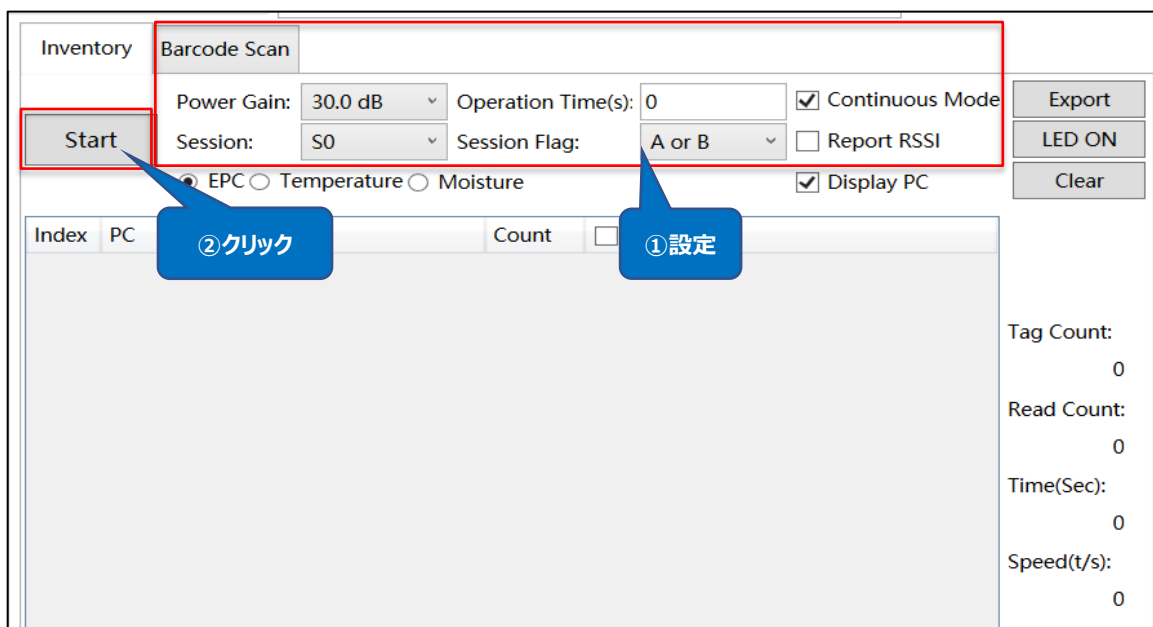 Inventory Barcode Scan
Power Gain: 30.0 dB Operation Time(s): 0 Continuous Mode Export
Start Session: S0 Session Flag: A or B Report RSSI LED ON
EPC Temperature Moisture Display PC Clear
Index PC Count
②クリック
①設定
Tag Count:
0
Read Count:
0
Time(Sec):
0
Speed(t/s):
0